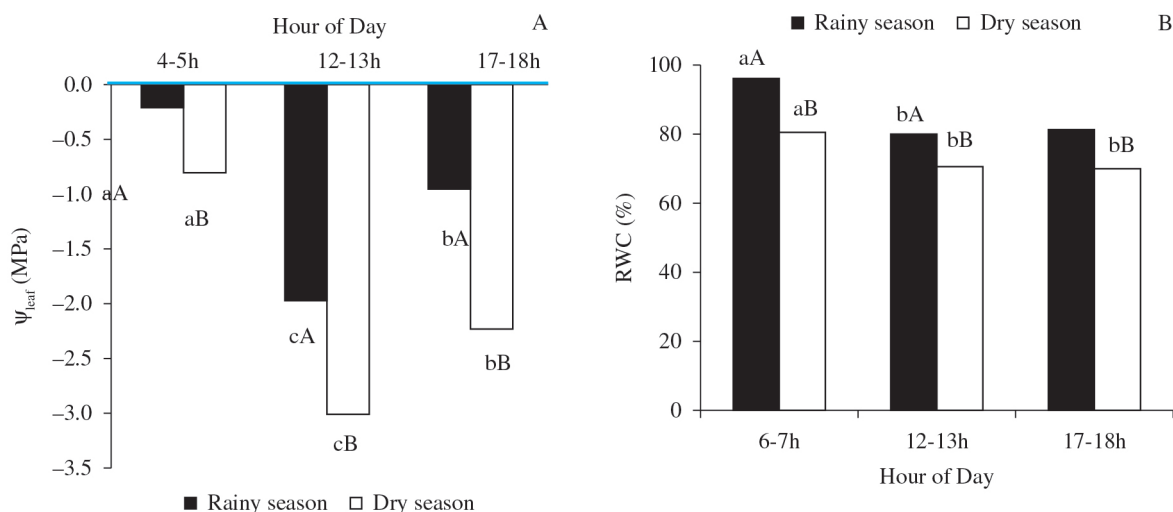 Hour of Day A
4-5h 12-13h 17-18h
0.0
−0.5
−1.0
−1.5
−2.0
−2.5
−3.0
−3.5
Ψleaf (MPa)
aA
aB
cA
cB
bA
bB
■ Rainy season □ Dry season
■ Rainy season □ Dry season B
100
80
60
40
20
0
RWC (%)
aA
aB
bA
bB
bB
6-7h 12-13h 17-18h
Hour of Day